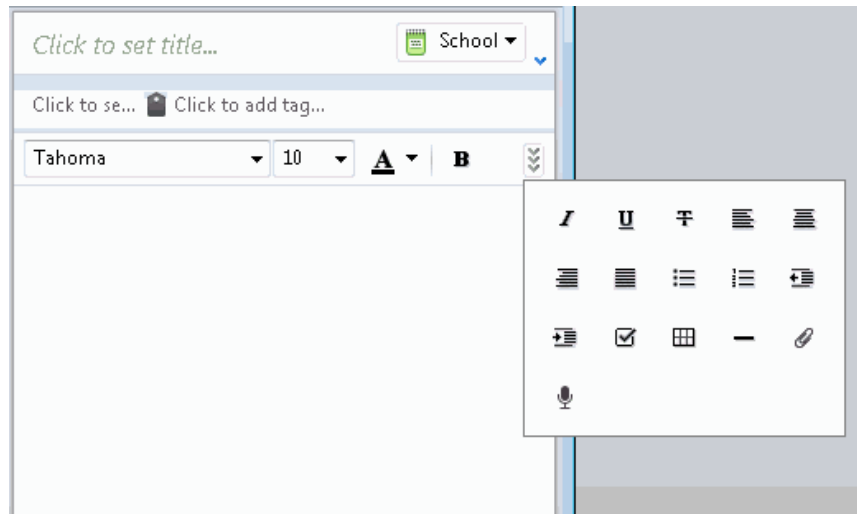 Click to set title...
School
Click to se... Click to add tag...
Tahoma 10 A B
I U T